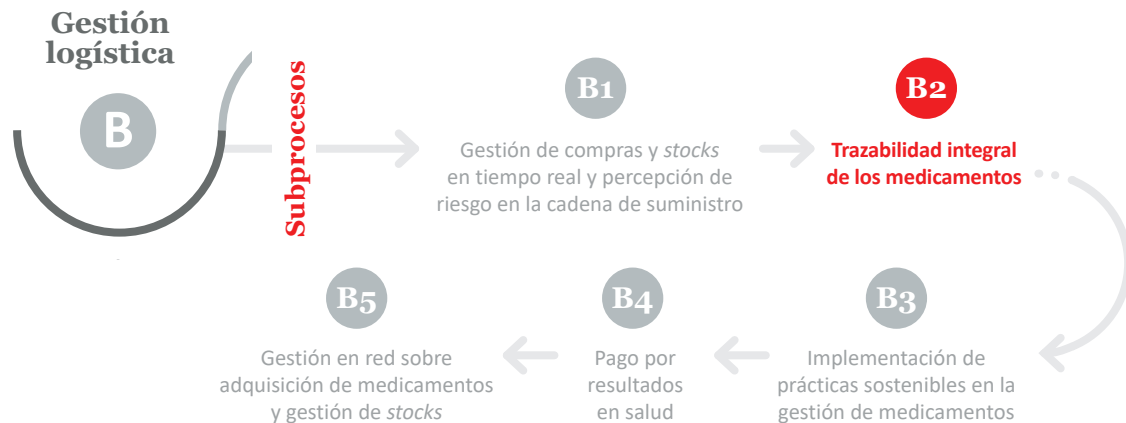 Gestión
logística
B
Subprocesos
B1
Gestión de compras y stocks
en tiempo real y percepción de
riesgo en la cadena de suministro
B2
Trazabilidad integral
de los medicamentos
B3
Implementación de
prácticas sostenibles en la
gestión de medicamentos
B4
Pago por
resultados
en salud
B5
Gestión en red sobre
adquisición de medicamentos
y gestión de stocks